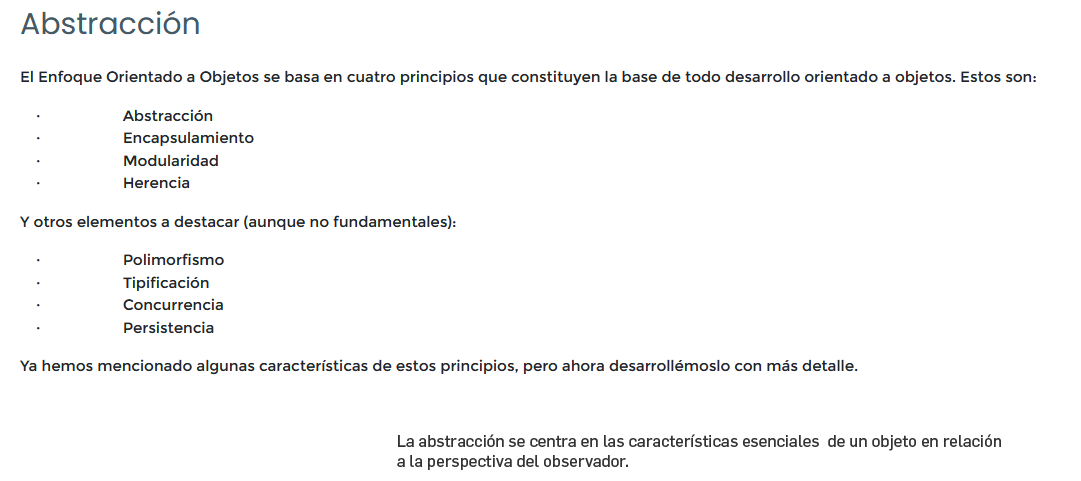 Abstracción
El Enfoque Orientado a Objetos se basa en cuatro principios que constituyen la base de todo desarrollo orientado a objetos. Estos son:
· Abstracción
· Encapsulamiento
· Modularidad
· Herencia
Y otros elementos a destacar (aunque no fundamentales):
· Polimorfismo
· Tipificación
· Concurrencia
· Persistencia
Ya hemos mencionado algunas características de estos principios, pero ahora desarrollémoslo con más detalle.
La abstracción se centra en las características esenciales  de un objeto en relación
a la perspectiva del observador.